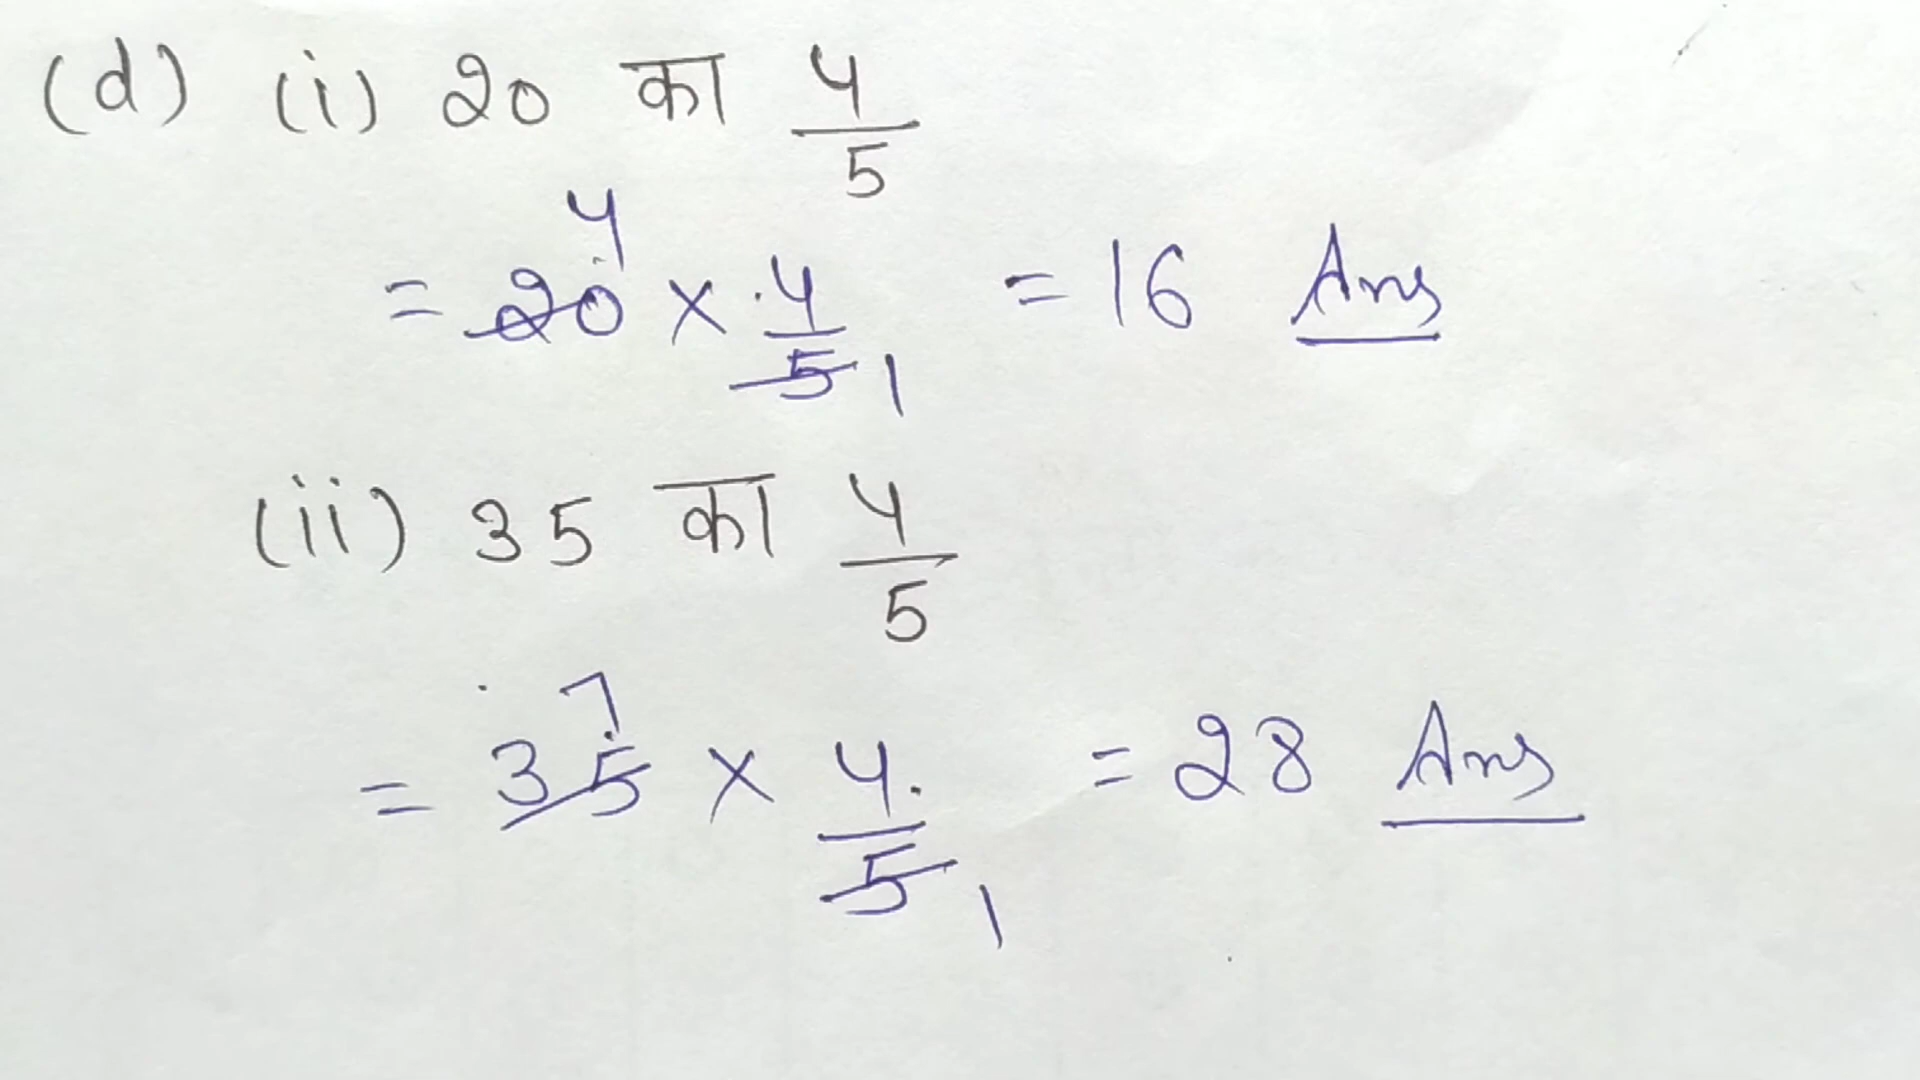 (d) (i) 20 का 4/5
= 20 4 × 4/5 1 = 16 Ans
(ii) 35 का 4/5
= 35 7 × 4/5 1 = 28 Ans